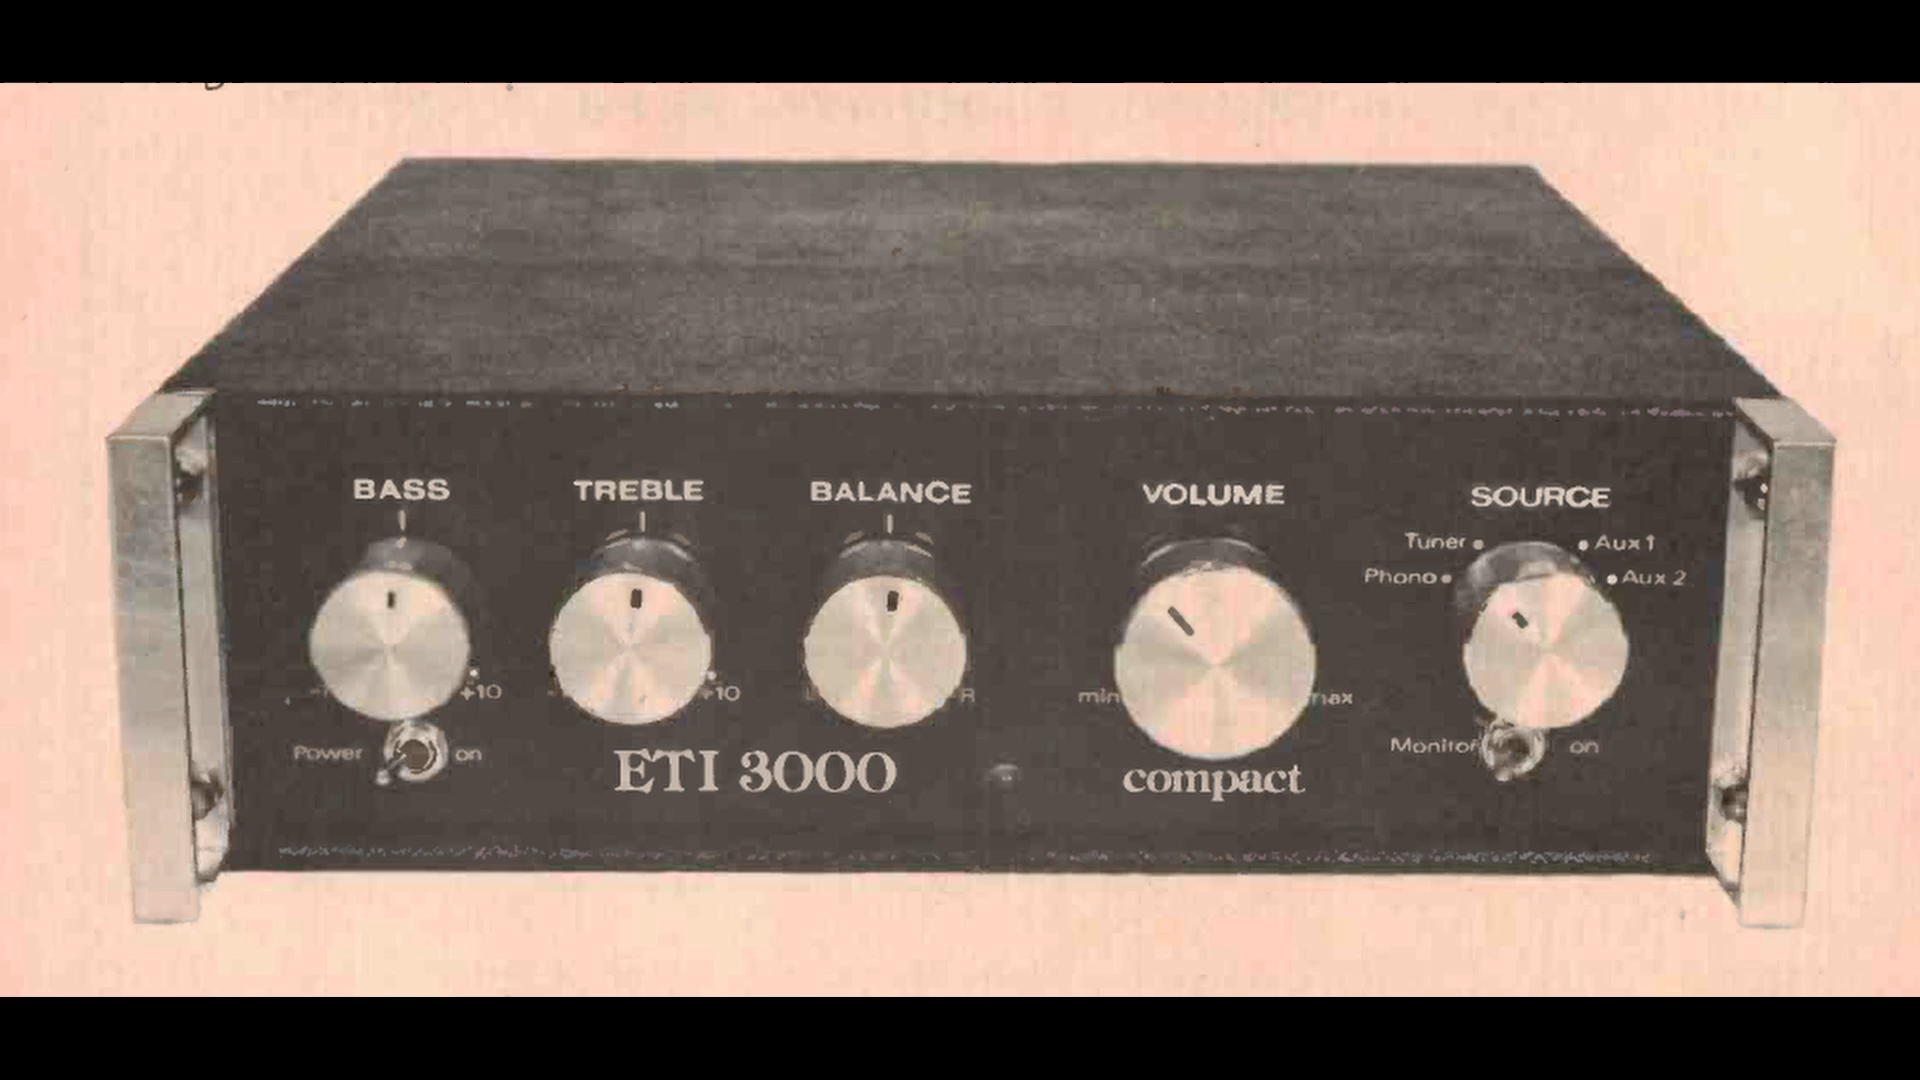 BASS TREBLE BALANCE VOLUME SOURCE
Tuner Aux 1
Phono Aux 2
+10 +10 R
min max
Power on Monitor on
ETI 3000 compact